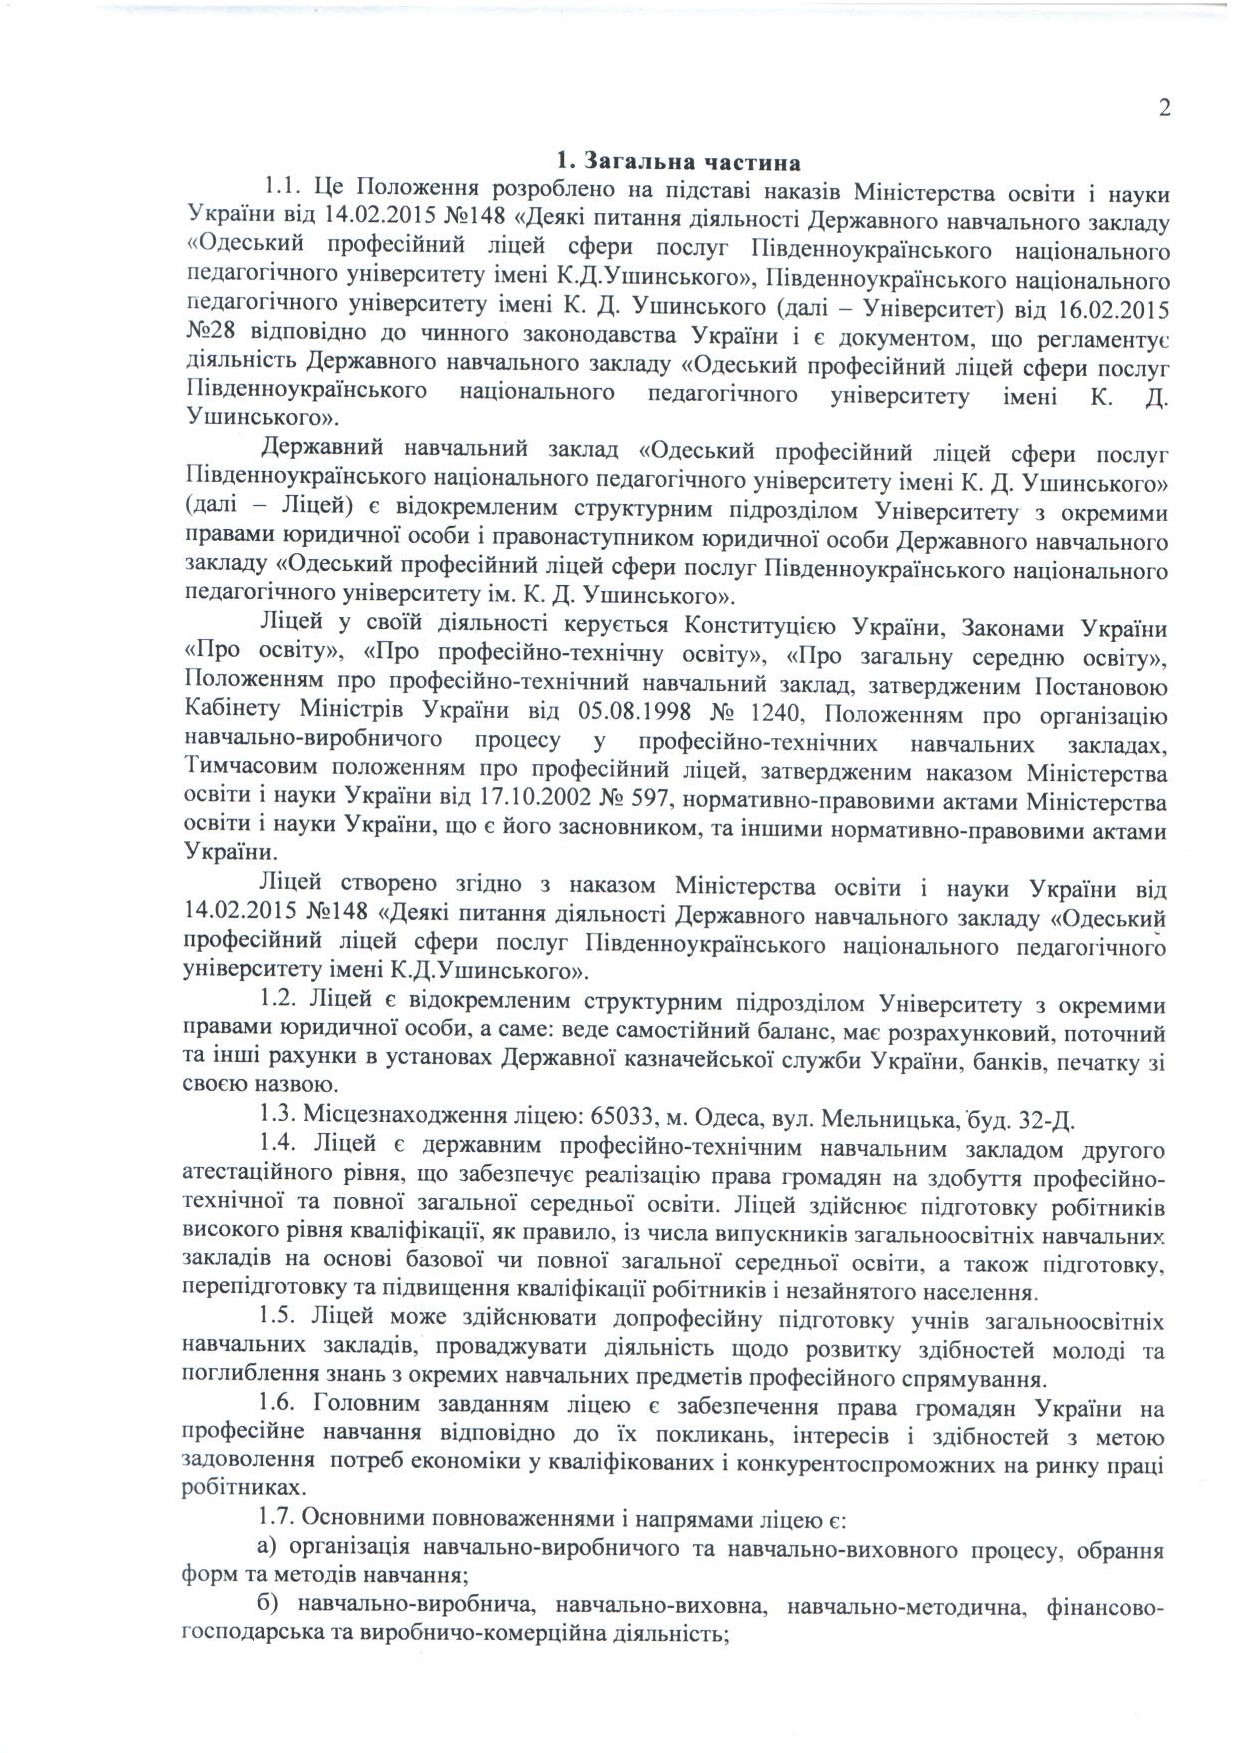 2
1. Загальна частина
1.1. Це Положення розроблено на підставі наказів Міністерства освіти і науки
України від 14.02.2015 №148 «Деякі питання діяльності Державного навчального закладу
«Одеський професійний ліцей сфери послуг Південноукраїнського національного
педагогічного університету імені К.Д.Ушинського», Південноукраїнського національного
педагогічного університету імені К. Д. Ушинського (далі – Університет) від 16.02.2015
№28 відповідно до чинного законодавства України і є документом, що регламентує
діяльність Державного навчального закладу «Одеський професійний ліцей сфери послуг
Південноукраїнського національного педагогічного університету імені К. Д.
Ушинського».
Державний навчальний заклад «Одеський професійний ліцей сфери послуг
Південноукраїнського національного педагогічного університету імені К. Д. Ушинського»
(далі – Ліцей) є відокремленим структурним підрозділом Університету з окремими
правами юридичної особи і правонаступником юридичної особи Державного навчального
закладу «Одеський професійний ліцей сфери послуг Південноукраїнського національного
педагогічного університету ім. К. Д. Ушинського».
Ліцей у своїй діяльності керується Конституцією України, Законами України
«Про освіту», «Про професійно-технічну освіту», «Про загальну середню освіту»,
Положенням про професійно-технічний навчальний заклад, затвердженим Постановою
Кабінету Міністрів України від 05.08.1998 № 1240, Положенням про організацію
навчально-виробничого процесу у професійно-технічних навчальних закладах,
Тимчасовим положенням про професійний ліцей, затвердженим наказом Міністерства
освіти і науки України від 17.10.2002 № 597, нормативно-правовими актами Міністерства
освіти і науки України, що є його засновником, та іншими нормативно-правовими актами
України.
Ліцей створено згідно з наказом Міністерства освіти і науки України від
14.02.2015 №148 «Деякі питання діяльності Державного навчального закладу «Одеський
професійний ліцей сфери послуг Південноукраїнського національного педагогічного
університету імені К.Д.Ушинського».
1.2. Ліцей є відокремленим структурним підрозділом Університету з окремими
правами юридичної особи, а саме: веде самостійний баланс, має розрахунковий, поточний
та інші рахунки в установах Державної казначейської служби України, банків, печатку зі
своєю назвою.
1.3. Місцезнаходження ліцею: 65033, м. Одеса, вул. Мельницька, буд. 32-Д.
1.4. Ліцей є державним професійно-технічним навчальним закладом другого
атестаційного рівня, що забезпечує реалізацію права громадян на здобуття професійно-
технічної та повної загальної середньої освіти. Ліцей здійснює підготовку робітників
високого рівня кваліфікації, як правило, із числа випускників загальноосвітніх навчальних
закладів на основі базової чи повної загальної середньої освіти, а також підготовку,
перепідготовку та підвищення кваліфікації робітників і незайнятого населення.
1.5. Ліцей може здійснювати допрофесійну підготовку учнів загальноосвітніх
навчальних закладів, проваджувати діяльність щодо розвитку здібностей молоді та
поглиблення знань з окремих навчальних предметів професійного спрямування.
1.6. Головним завданням ліцею є забезпечення права громадян України на
професійне навчання відповідно до їх покликань, інтересів і здібностей з метою
задоволення потреб економіки у кваліфікованих і конкурентоспроможних на ринку праці
робітниках.
1.7. Основними повноваженнями і напрямами ліцею є:
а) організація навчально-виробничого та навчально-виховного процесу, обрання
форм та методів навчання;
б) навчально-виробнича, навчально-виховна, навчально-методична, фінансово-
господарська та виробничо-комерційна діяльність;